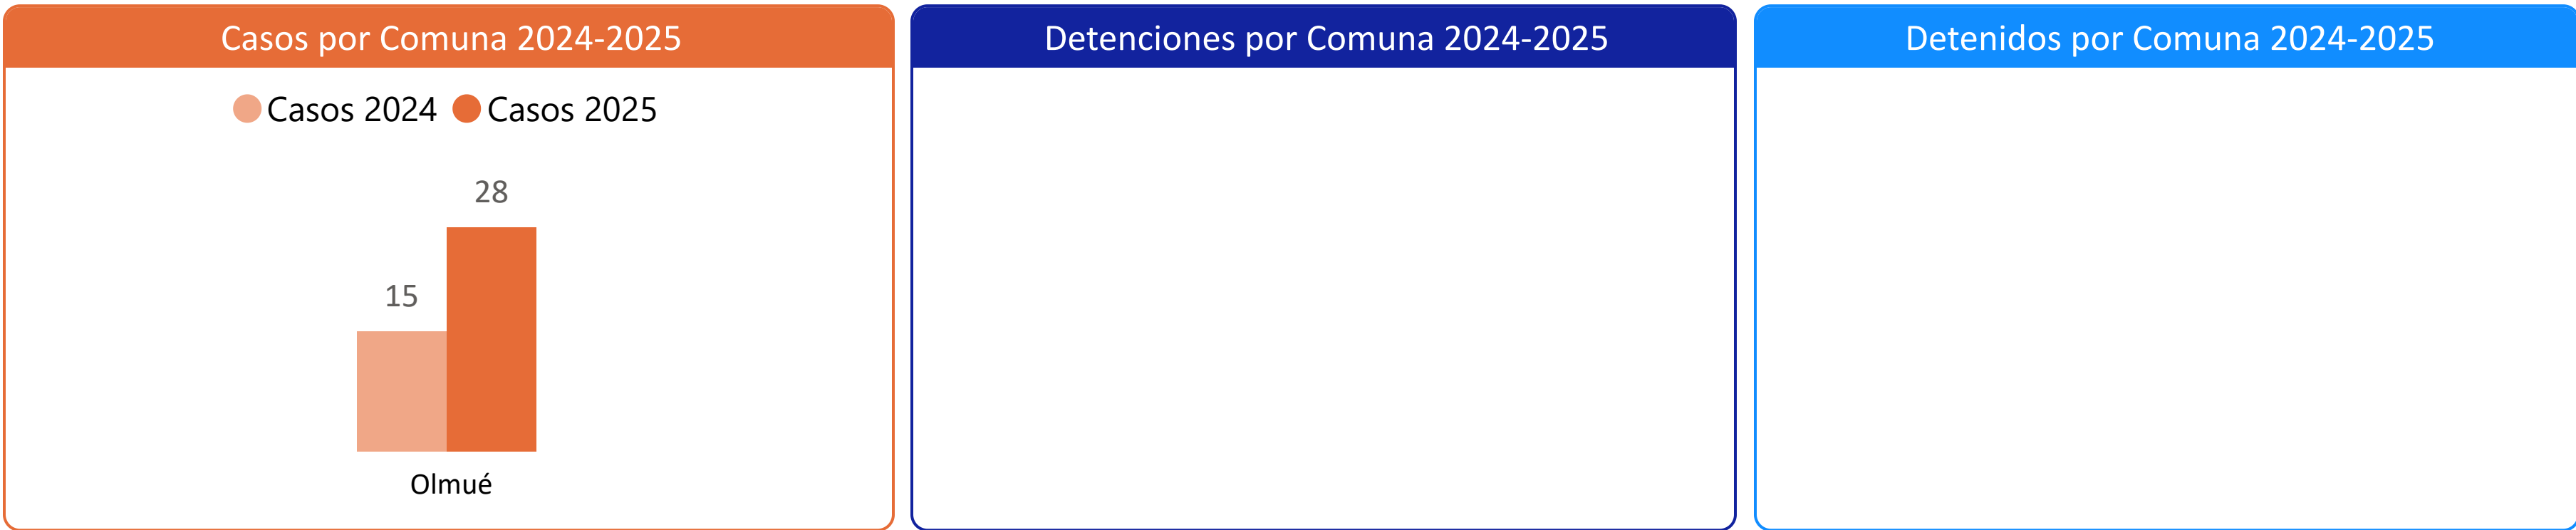 Casos por Comuna 2024-2025
Casos 2024 Casos 2025
28
15
Olmué
Detenciones por Comuna 2024-2025
Detenidos por Comuna 2024-2025